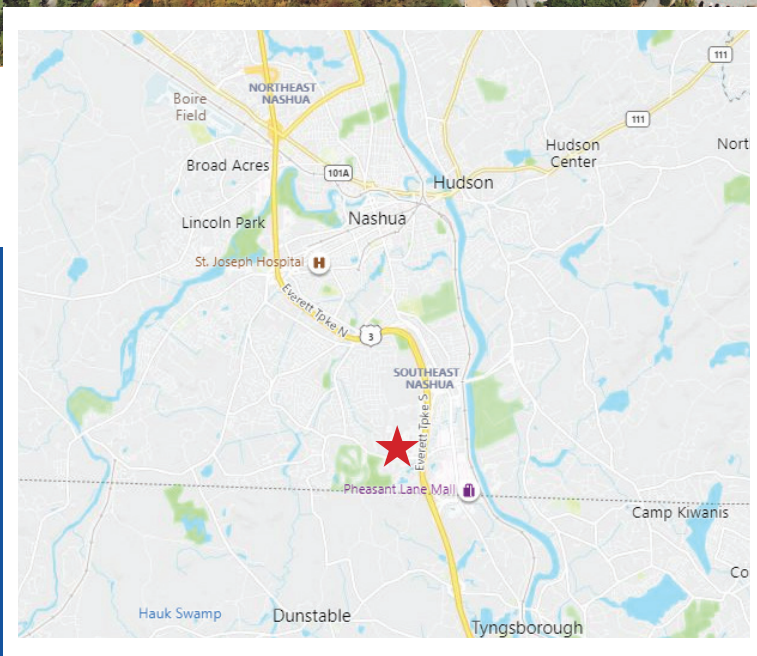 111
NORTHEAST
NASHUA
Boire
Field
111
Hudson
Center
Nort
Broad Acres
101A
Hudson
Lincoln Park
Nashua
St. Joseph Hospital
H
Everett Tpke N
3
SOUTHEAST
NASHUA
Everett Tpke S
Pheasant Lane Mall
Camp Kiwanis
Co
Hauk Swamp
Dunstable
Tyngsborough